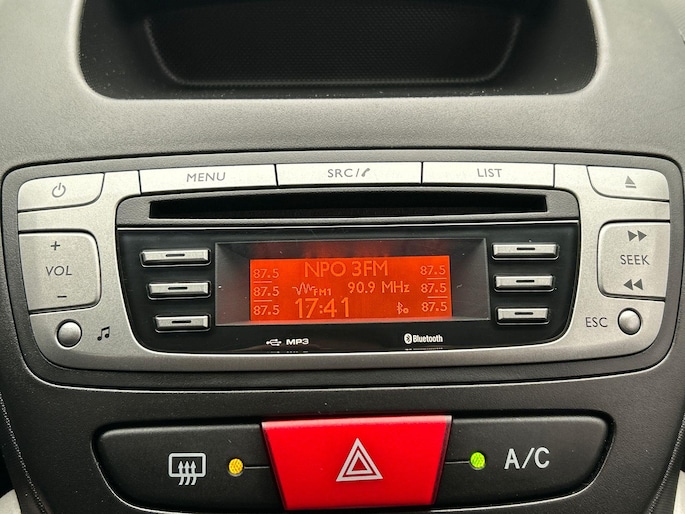 MENU
SRC/
LIST
+
VOL
−
87.5
87.5
87.5
NPO 3FM
FM1 90.9 MHz
17:41
87.5
87.5
87.5
SEEK
MP3
Bluetooth
ESC
A/C